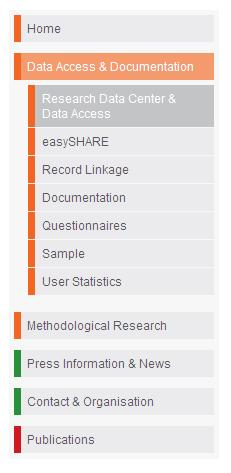 Home
Data Access & Documentation
Research Data Center &
Data Access
easySHARE
Record Linkage
Documentation
Questionnaires
Sample
User Statistics
Methodological Research
Press Information & News
Contact & Organisation
Publications